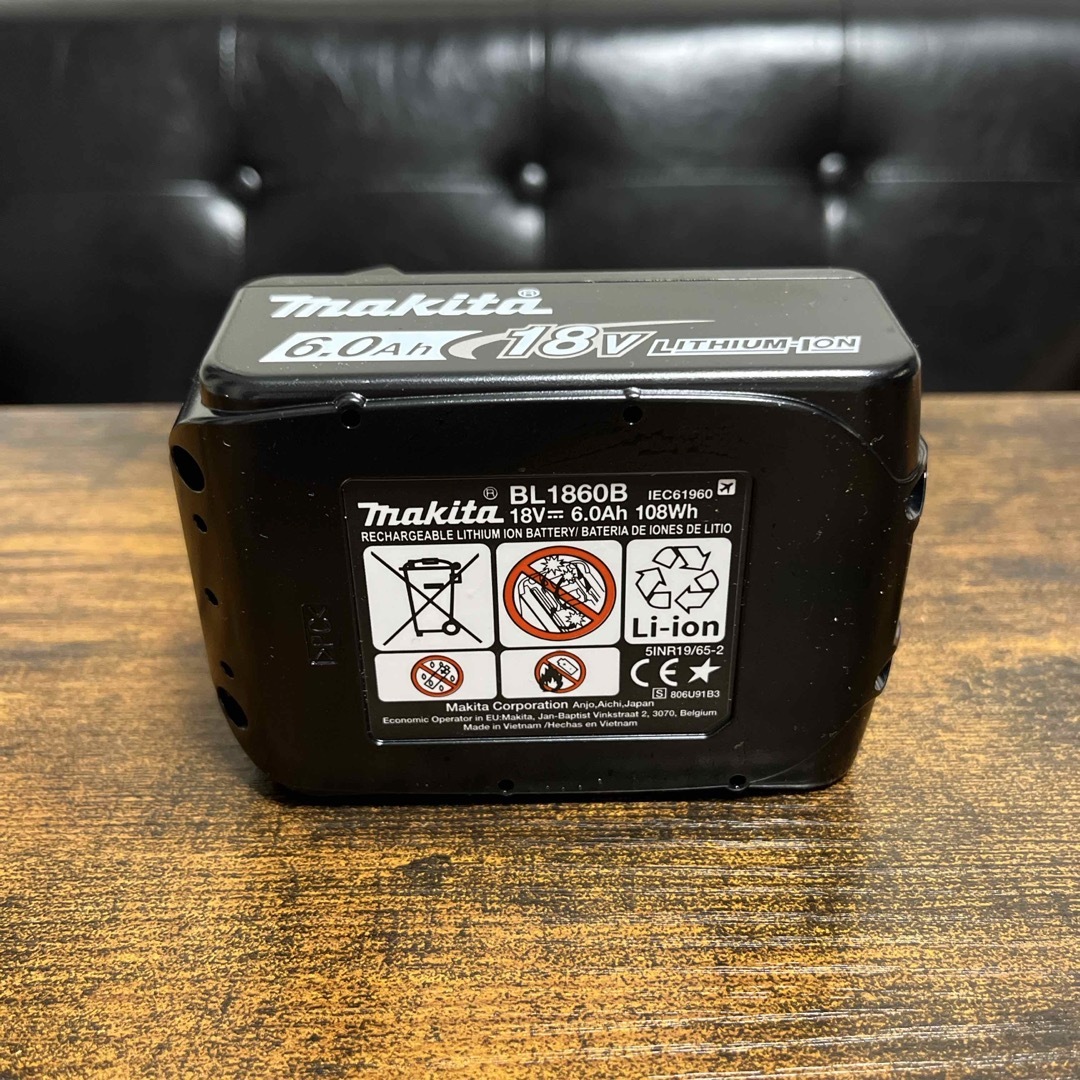 makita®
6.0Ah 18V LITHIUM-ION
makita® BL1860B IEC61960
18V 6.0Ah 108Wh
RECHARGEABLE LITHIUM ION BATTERY/ BATERIA DE IONES DE LITIO
Li-ion
5INR19/65-2
CE
S 806U91B3
Makita Corporation Anjo,Aichi,Japan
Economic Operator in EU:Makita, Jan-Baptist Vinkstraat 2, 3070, Belgium
Made in Vietnam /Hechas en Vietnam